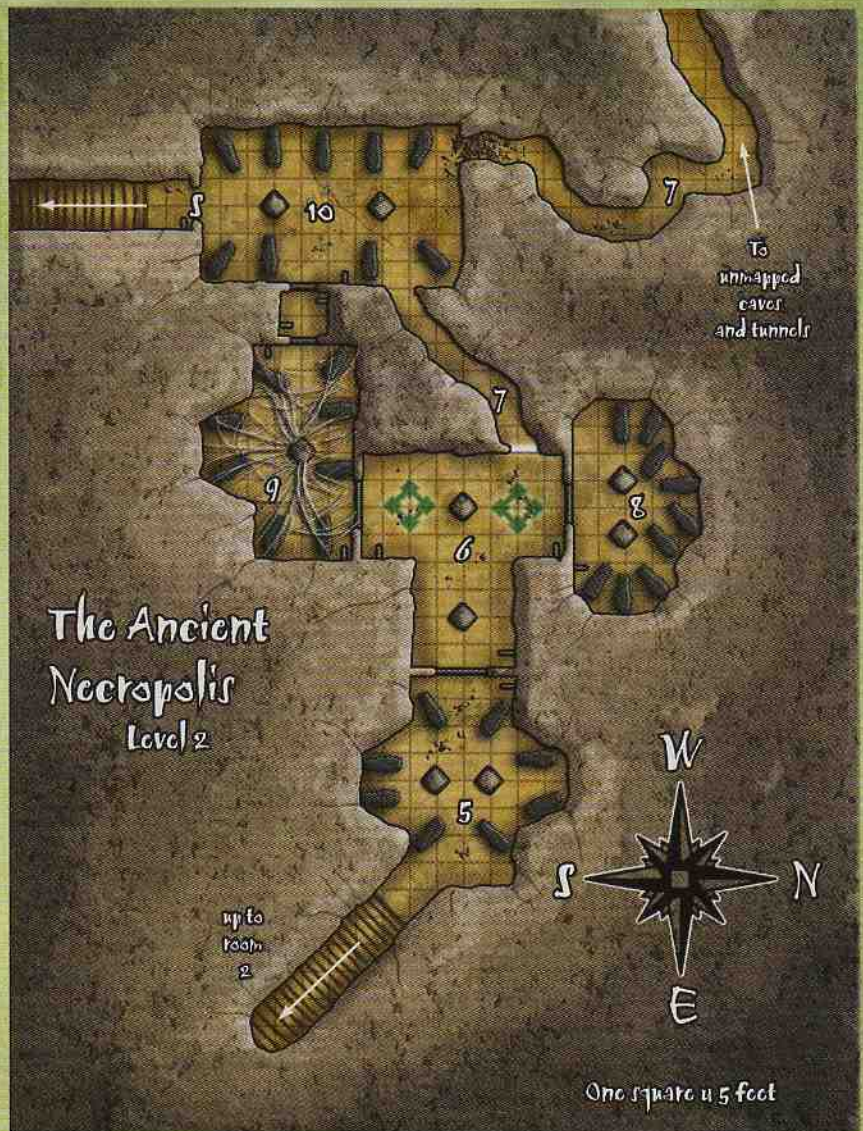 S
10
7
To
unmapped
caves
and tunnels
7
9
8
6
The Ancient
Necropolis
Level 2
W
5
S
N
up to
room
2
E
One square is 5 feet